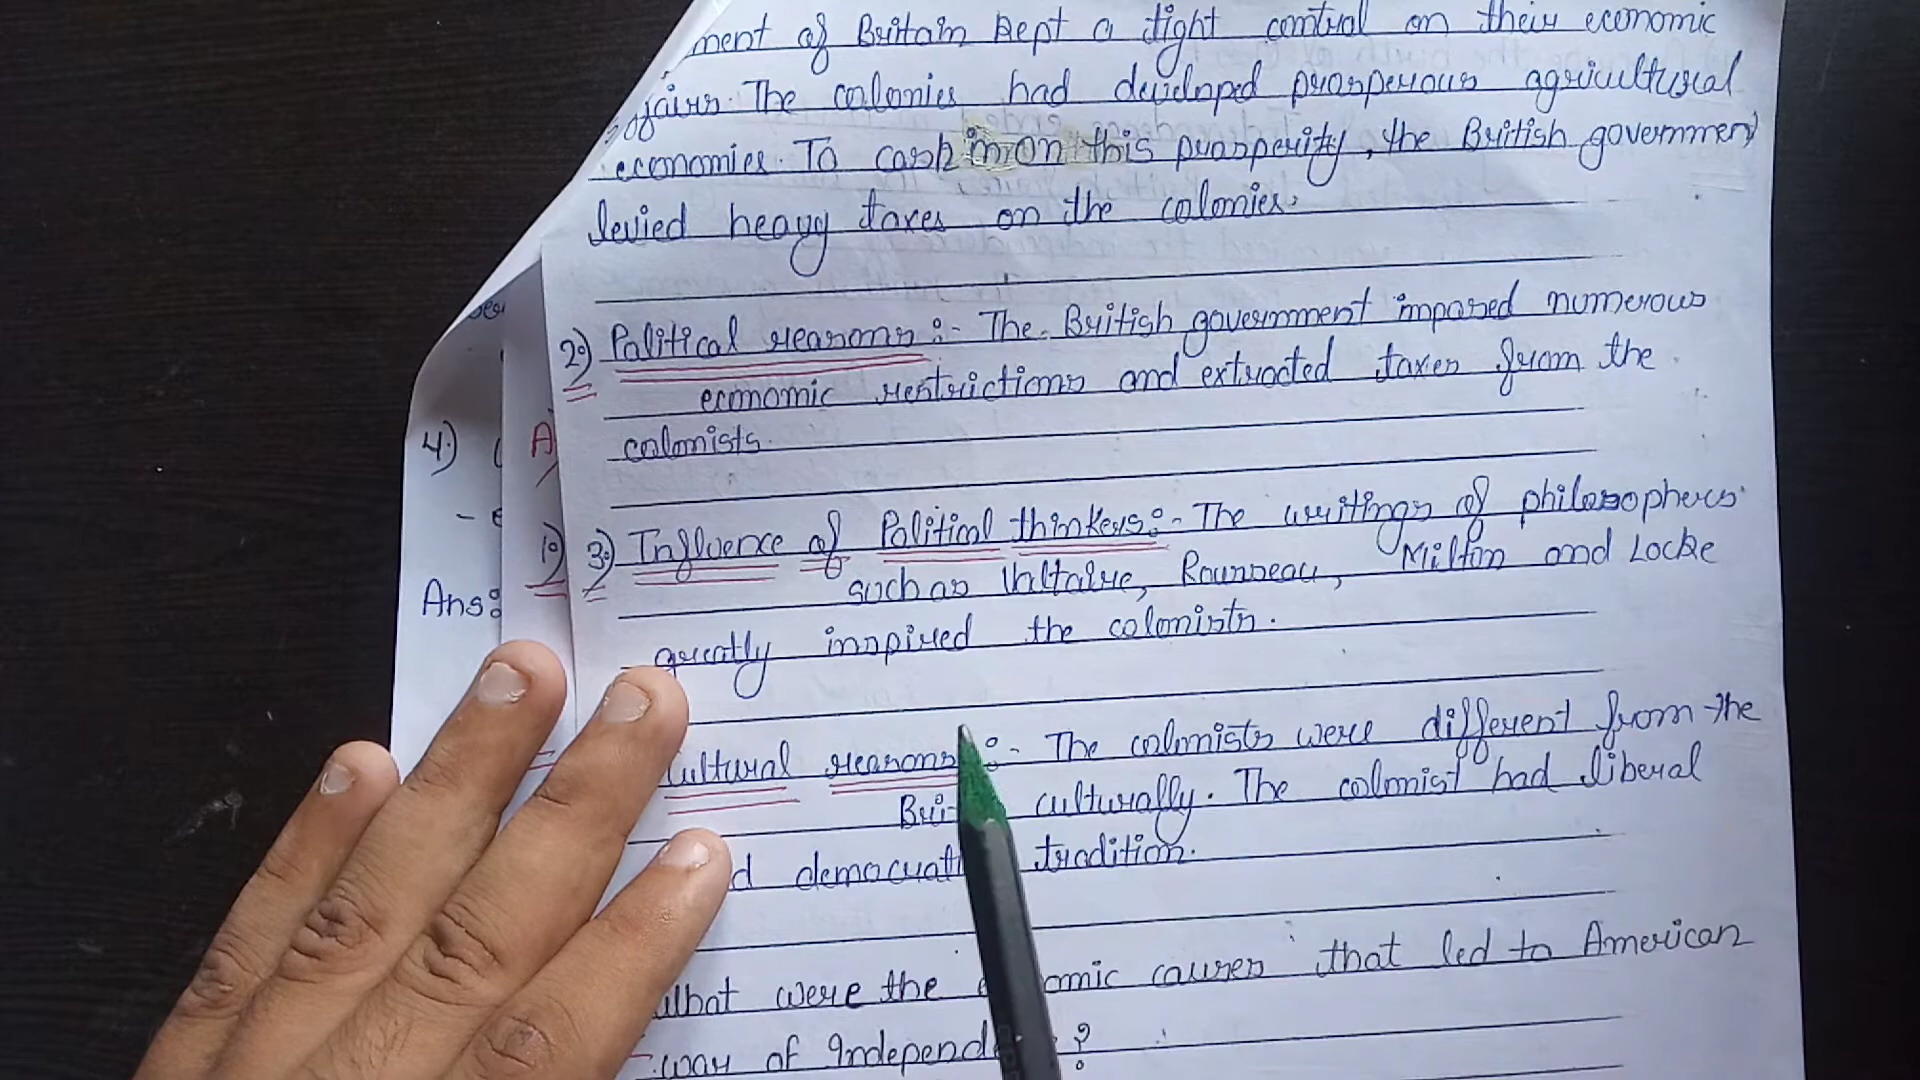 ment of Britain kept a tight control on their economic
ffairs. The colonies had developed prosperous agricultural
economies. To cash in on this prosperity, the British government
levied heavy taxes on the colonies.
2) Political reasons:- The British government imposed numerous
economic restrictions and extracted taxes from the
colonists.
3) Influence of Political thinkers:- The writings of philosophers
such as Voltaire, Rousseau, Milton and Locke
greatly inspired the colonists.
ultural reasons:- The colonists were different from the
Bri culturally. The colonist had liberal
d democrati tradition.
What were the omic causes that led to American
way of Independ ?
4)
Ans:
A
1)